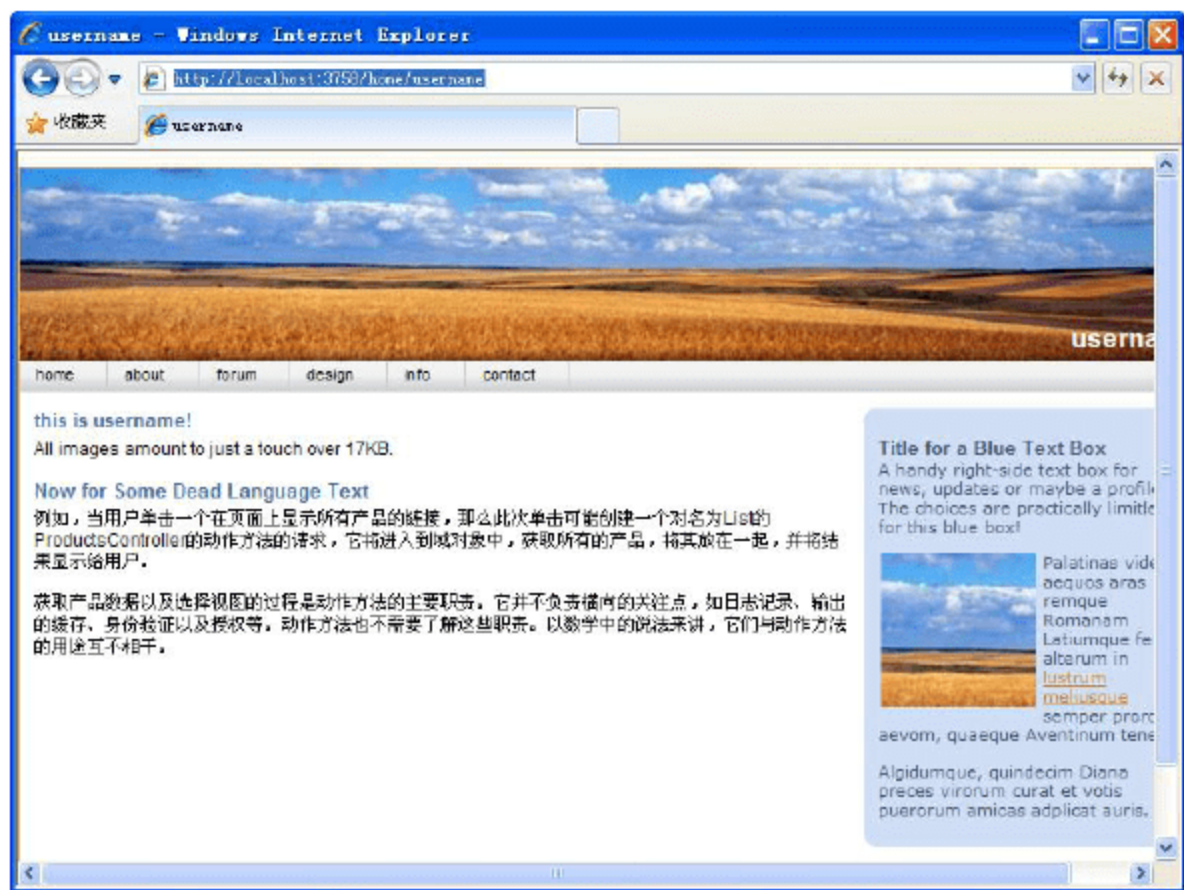 username - Windows Internet Explorer
http://localhost:3758/home/username
收藏夹
username
userna
home about forum design info contact
this is username!
All images amount to just a touch over 17KB.
Now for Some Dead Language Text
例如，当用户单击一个在页面上显示所有产品的链接，那么此次单击可能创建一个对名为List的
ProductsController的动作方法的请求，它将进入到域对象中，获取所有的产品，将其放在一起，并将结
果显示给用户。
获取产品数据以及选择视图的过程是动作方法的主要职责。它并不负责横向的关注点，如日志记录、输出
的缓存、身份验证以及授权等。动作方法也不需要了解这些职责。以数学中的说法来讲，它们与动作方法
的用途互不相干。
Title for a Blue Text Box
A handy right-side text box for
news, updates or maybe a profil
The choices are practically limitle
for this blue box!
Palatinas vide
aequos aras
remque
Romanam
Latiumque fe
alterum in
lustrum
meliusque
semper proro
aevom, quaeque Aventinum tene
Algidumque, quindecim Diana
preces virorum curat et votis
puerorum amicas adplicat auris.